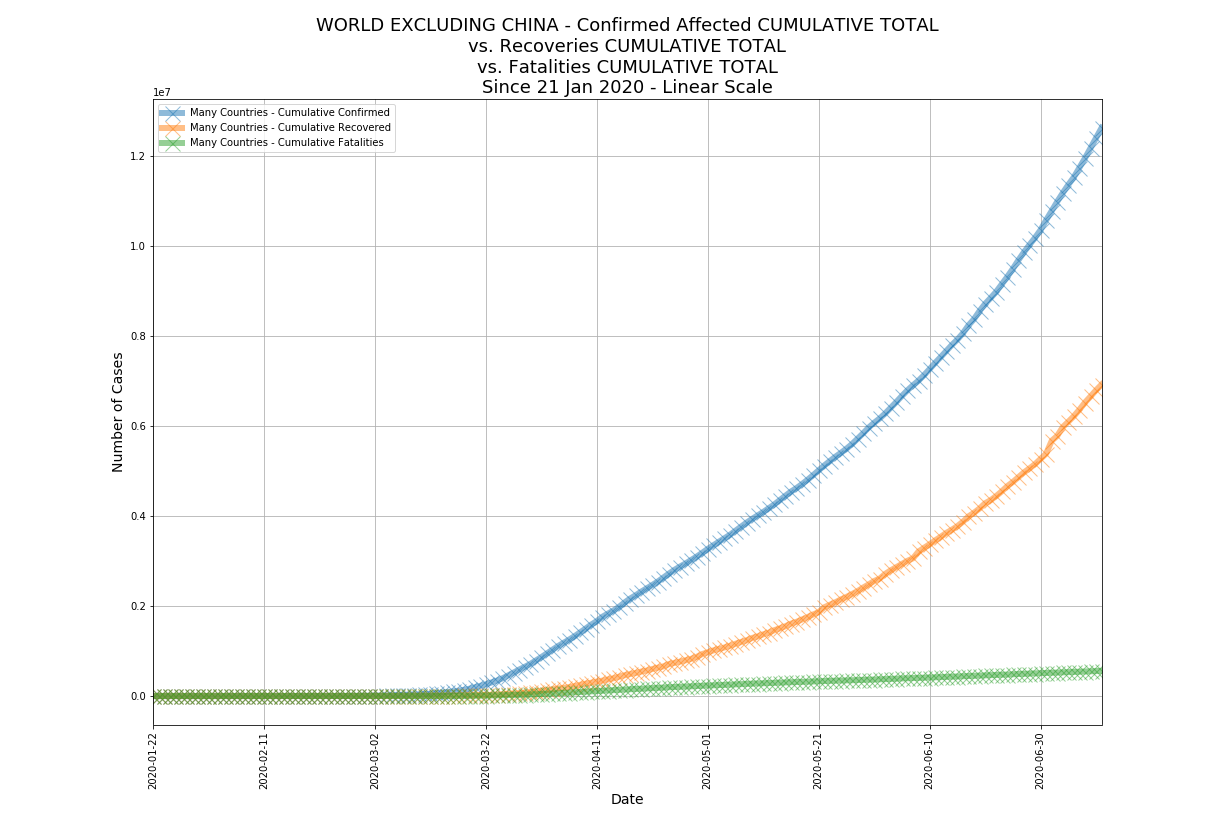 WORLD EXCLUDING CHINA - Confirmed Affected CUMULATIVE TOTAL
vs. Recoveries CUMULATIVE TOTAL
vs. Fatalities CUMULATIVE TOTAL
Since 21 Jan 2020 - Linear Scale
1e7
Many Countries - Cumulative Confirmed
Many Countries - Cumulative Recovered
Many Countries - Cumulative Fatalities
1.2
1.0
0.8
0.6
0.4
0.2
0.0
Number of Cases
2020-01-22
2020-02-11
2020-03-02
2020-03-22
2020-04-11
2020-05-01
2020-05-21
2020-06-10
2020-06-30
Date